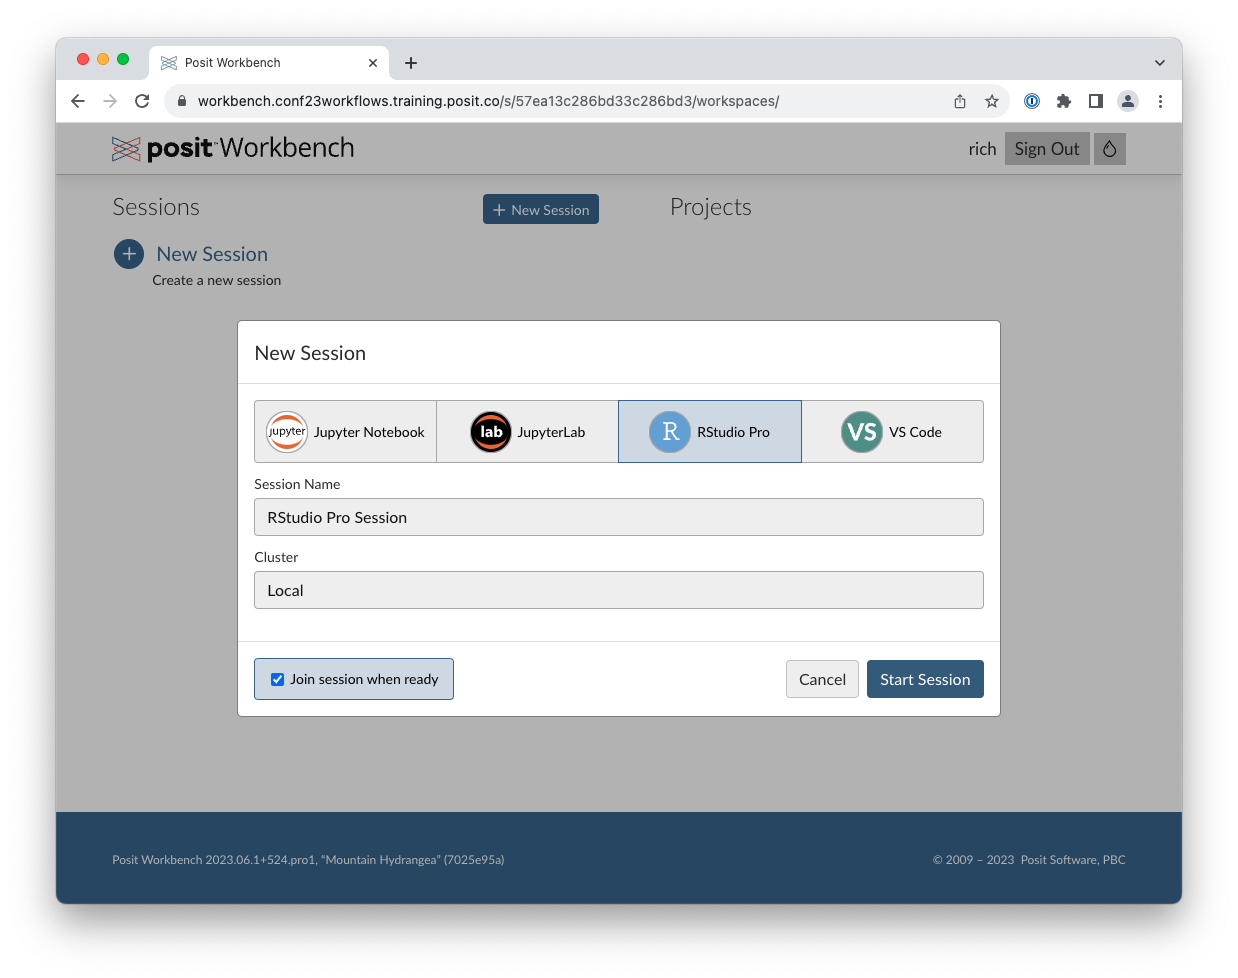 Posit Workbench
workbench.conf23workflows.training.posit.co/s/57ea13c286bd33c286bd3/workspaces/
posit Workbench
rich
Sign Out
Sessions
New Session
Projects
New Session
Create a new session
New Session
jupyter
Jupyter Notebook
lab
JupyterLab
R
RStudio Pro
VS
VS Code
Session Name
RStudio Pro Session
Cluster
Local
Join session when ready
Cancel
Start Session
Posit Workbench 2023.06.1+524.pro1, “Mountain Hydrangea” (7025e95a)
© 2009 – 2023 Posit Software, PBC